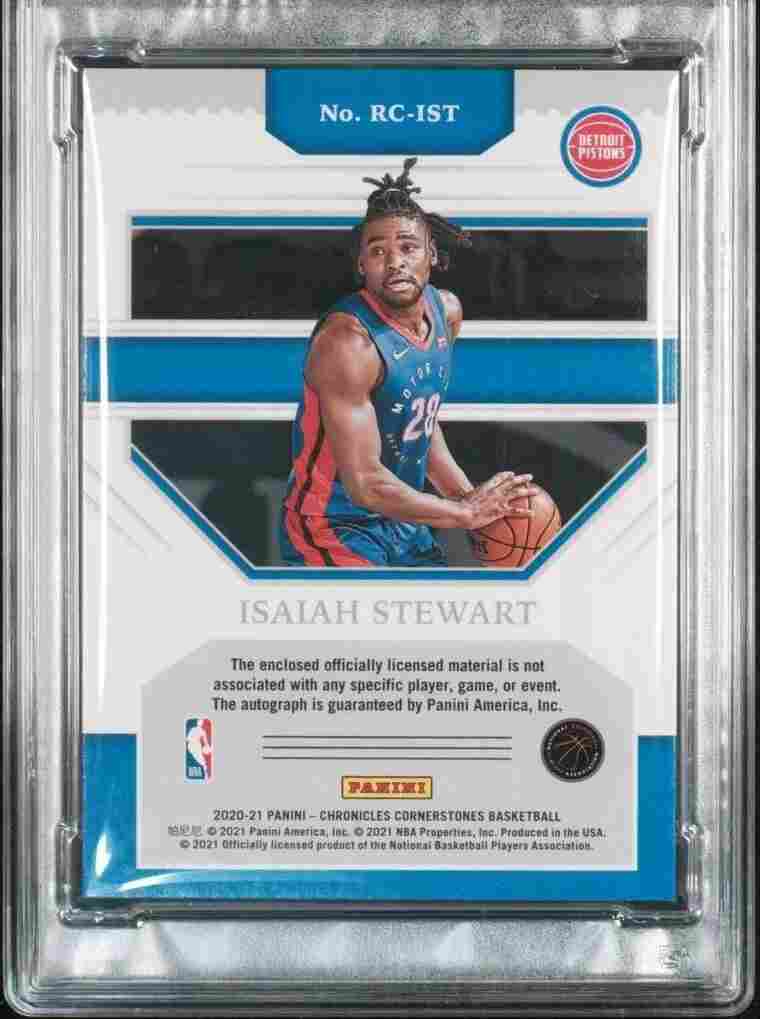 No. RC-IST
DETROIT
PISTONS
MOTOR C
28
ISAIAH STEWART
The enclosed officially licensed material is not
associated with any specific player, game, or event.
The autograph is guaranteed by Panini America, Inc.
NBA
PANINI
2020-21 PANINI – CHRONICLES CORNERSTONES BASKETBALL
帕尼尼 © 2021 Panini America, Inc. © 2021 NBA Properties, Inc. Produced in the USA.
© 2021 Officially licensed product of the National Basketball Players Association.